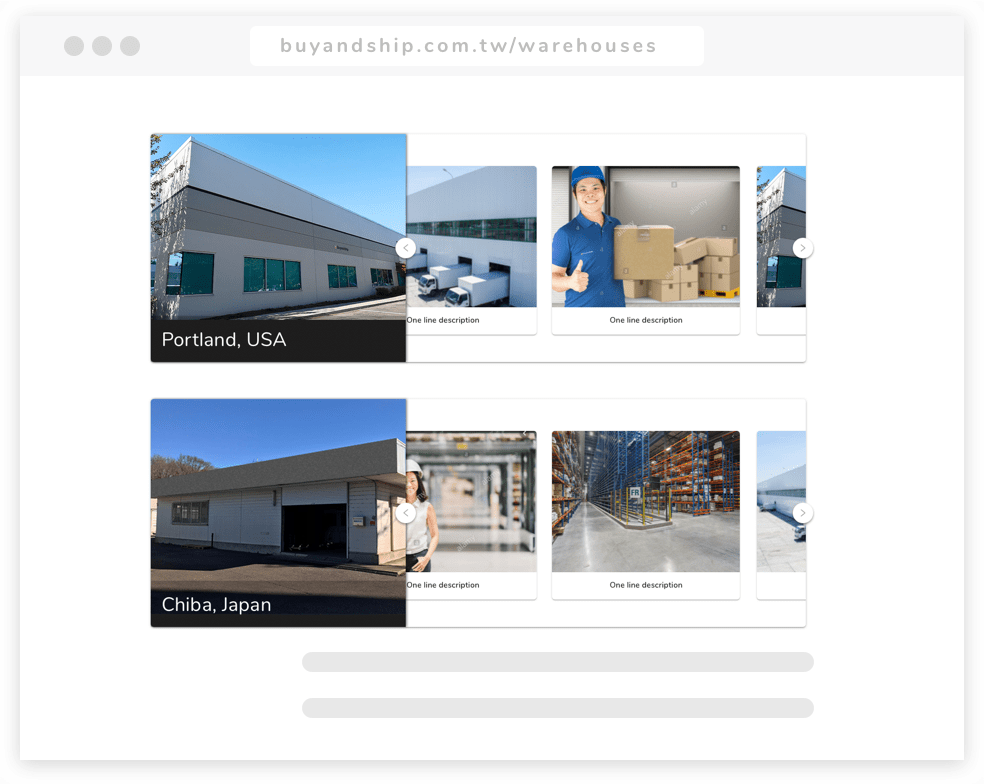 buyandship.com.tw/warehouses
Portland, USA
One line description
One line description
Chiba, Japan
FR
One line description
One line description